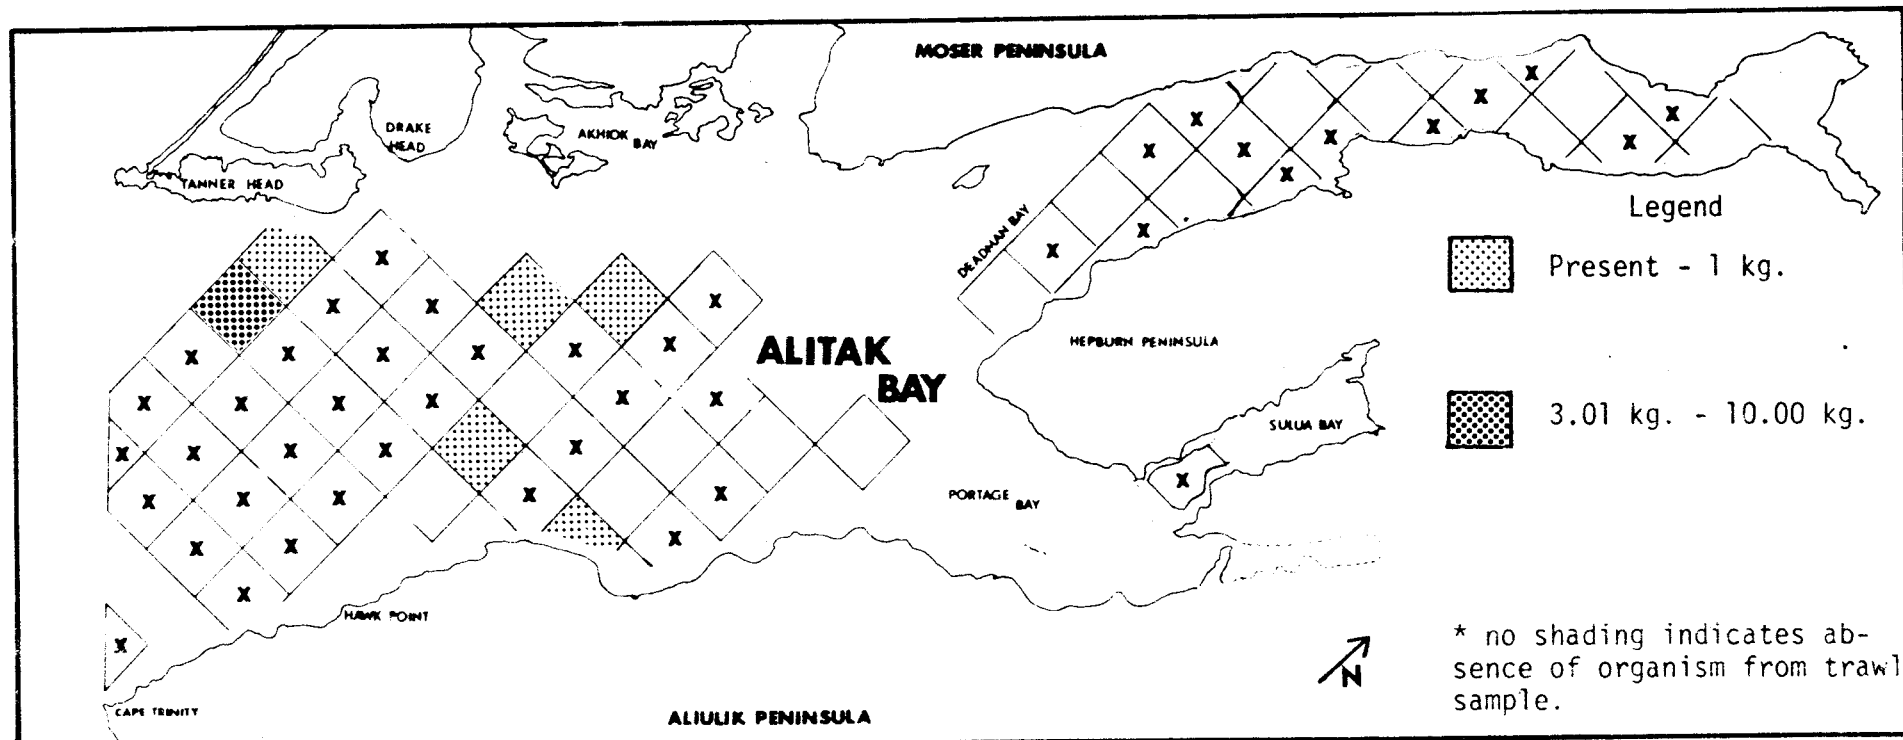 MOSER PENINSULA
DRAKE
HEAD
AKHIOK BAY
TANNER HEAD
DEADMAN BAY
Legend
Present - 1 kg.
ALITAK
BAY
HEPBURN PENINSULA
3.01 kg. - 10.00 kg.
SULUA BAY
PORTAGE BAY
HAWK POINT
N
* no shading indicates ab-
sence of organism from trawl
sample.
CAPE TRINITY
ALIULIK PENINSULA